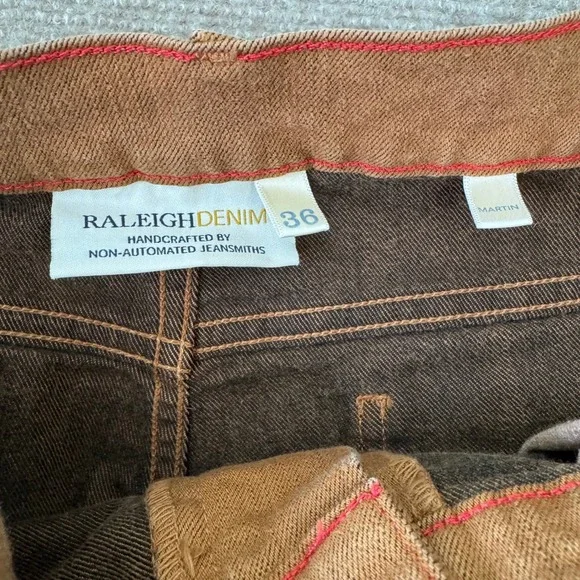 RALEIGHDENIM
HANDCRAFTED BY
NON-AUTOMATED JEANSMITHS
36
MARTIN